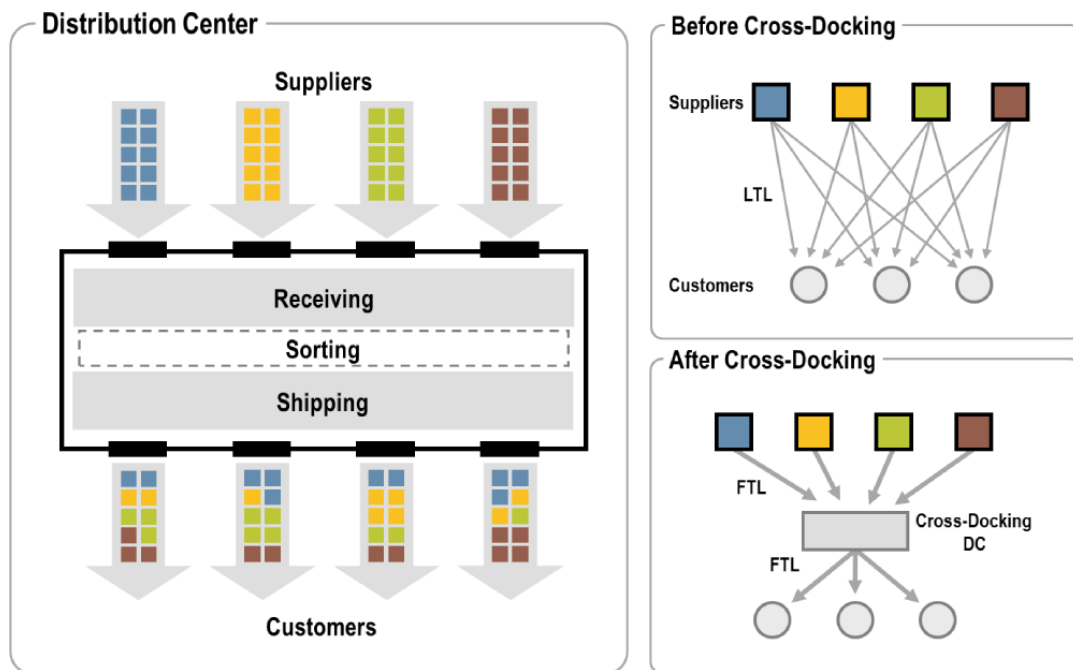 Distribution Center
Suppliers
Receiving
Sorting
Shipping
Customers
Before Cross-Docking
Suppliers
LTL
Customers
After Cross-Docking
FTL
Cross-Docking
DC
FTL